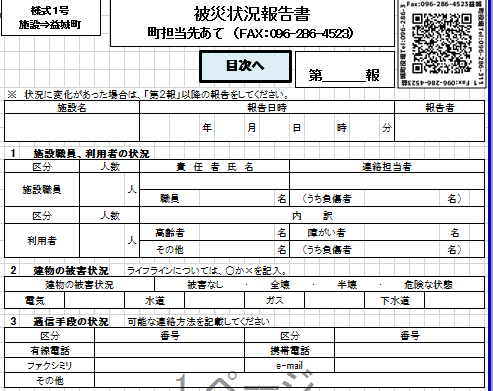 様式1号
施設⇒益城町
被災状況報告書
町担当先あて（FAX：096-286-4523）
目次へ
第　　　報
※　状況に変化があった場合は、「第２報」以降の報告をしてください。
施設名　報告日時　報告者
年　月　日　時　分
1　施設職員、利用者の状況
区分　人数　責 任 者 氏 名　連絡担当者
施設職員　人
職員　名　（うち負傷者　名）
区分　人数　内　訳
利用者　人　高齢者　名　障がい者　名
その他　名　（うち負傷者　名）
2　建物の被害状況　ライフラインについては、〇か×を記入。
建物の被害状況　被害なし　・　全壊　・　半壊　・　危険な状態
電気　水道　ガス　下水道
3　通信手段の状況　可能な連絡方法を記載してください
区分　番号　区分　番号
有線電話　携帯電話
ファクシミリ　e-mail
その他
1 ページ